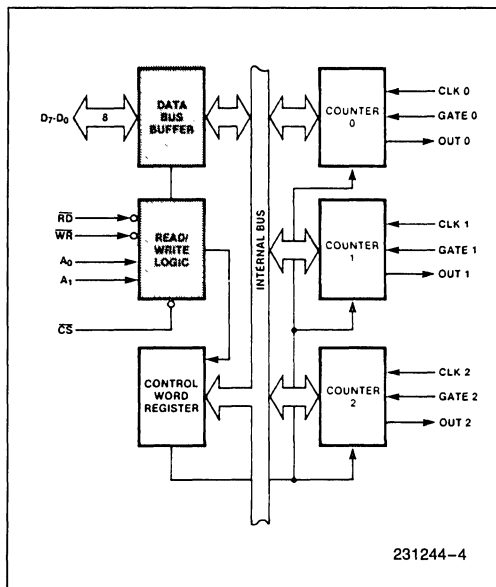 D7-D0
8
DATA
BUS
BUFFER
RD
WR
A0
A1
CS
READ/
WRITE
LOGIC
CONTROL
WORD
REGISTER
INTERNAL BUS
COUNTER
0
CLK 0
GATE 0
OUT 0
COUNTER
1
CLK 1
GATE 1
OUT 1
COUNTER
2
CLK 2
GATE 2
OUT 2
231244-4